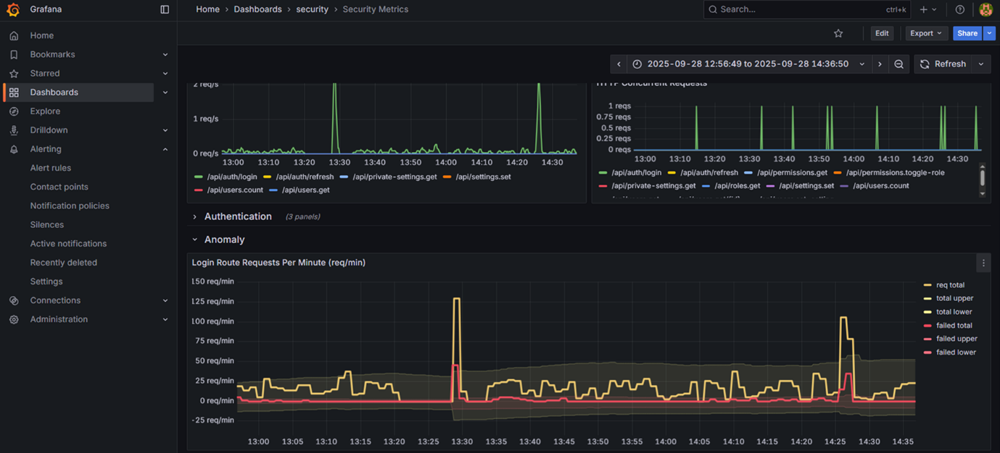 Grafana
Home › Dashboards › security › Security Metrics
Search...
ctrl+k
Edit
Export
Share
2025-09-28 12:56:49 to 2025-09-28 14:36:50
Refresh
Home
Bookmarks
Starred
Dashboards
Explore
Drilldown
Alerting
Alert rules
Contact points
Notification policies
Silences
Active notifications
Recently deleted
Settings
Connections
Administration
2 req/s
1 req/s
0 req/s
13:00 13:10 13:20 13:30 13:40 13:50 14:00 14:10 14:20 14:30
/api/auth/login /api/auth/refresh /api/private-settings.get /api/settings.set
/api/users.count /api/users.get
HTTP Concurrent Requests
1 reqs
0.75 reqs
0.5 reqs
0.25 reqs
0 reqs
13:00 13:10 13:20 13:30 13:40 13:50 14:00 14:10 14:20 14:30
/api/auth/login /api/auth/refresh /api/permissions.get /api/permissions.toggle-role
/api/private-settings.get /api/roles.get /api/settings.set /api/users.count
Authentication (3 panels)
Anomaly
Login Route Requests Per Minute (req/min)
150 req/min
125 req/min
100 req/min
75 req/min
50 req/min
25 req/min
0 req/min
-25 req/min
13:00 13:05 13:10 13:15 13:20 13:25 13:30 13:35 13:40 13:45 13:50 13:55 14:00 14:05 14:10 14:15 14:20 14:25 14:30 14:35
req total
total upper
total lower
failed total
failed upper
failed lower